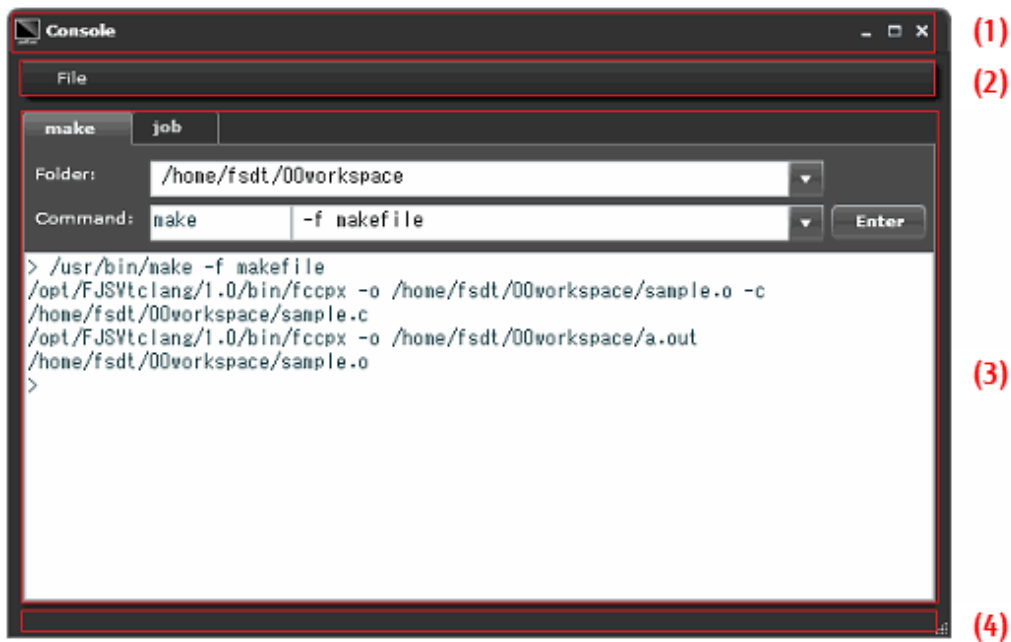 Console
(1)
File
(2)
make job
Folder: /home/fsdt/00workspace
Command: make -f makefile Enter
> /usr/bin/make -f makefile
/opt/FJSVtclang/1.0/bin/fccpx -o /home/fsdt/00workspace/sample.o -c
/home/fsdt/00workspace/sample.c
/opt/FJSVtclang/1.0/bin/fccpx -o /home/fsdt/00workspace/a.out
/home/fsdt/00workspace/sample.o
>
(3)
(4)